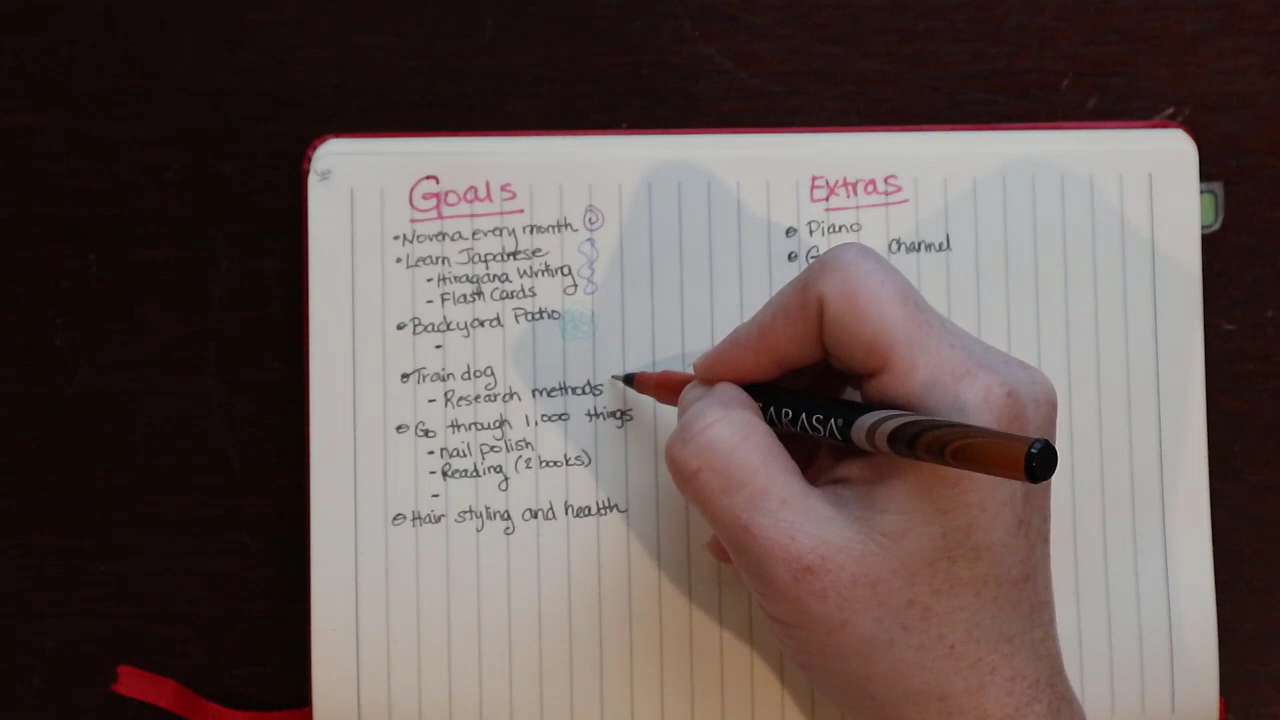 Goals
- Novena every month
• Learn Japanese
- Hiragana Writing
- Flash Cards
• Backyard Patio
-
• Train dog
- Research methods
• Go through 1,000 things
- nail polish
- Reading (2 books)
-
• Hair styling and health
Extras
• Piano
• G channel
SARASA®